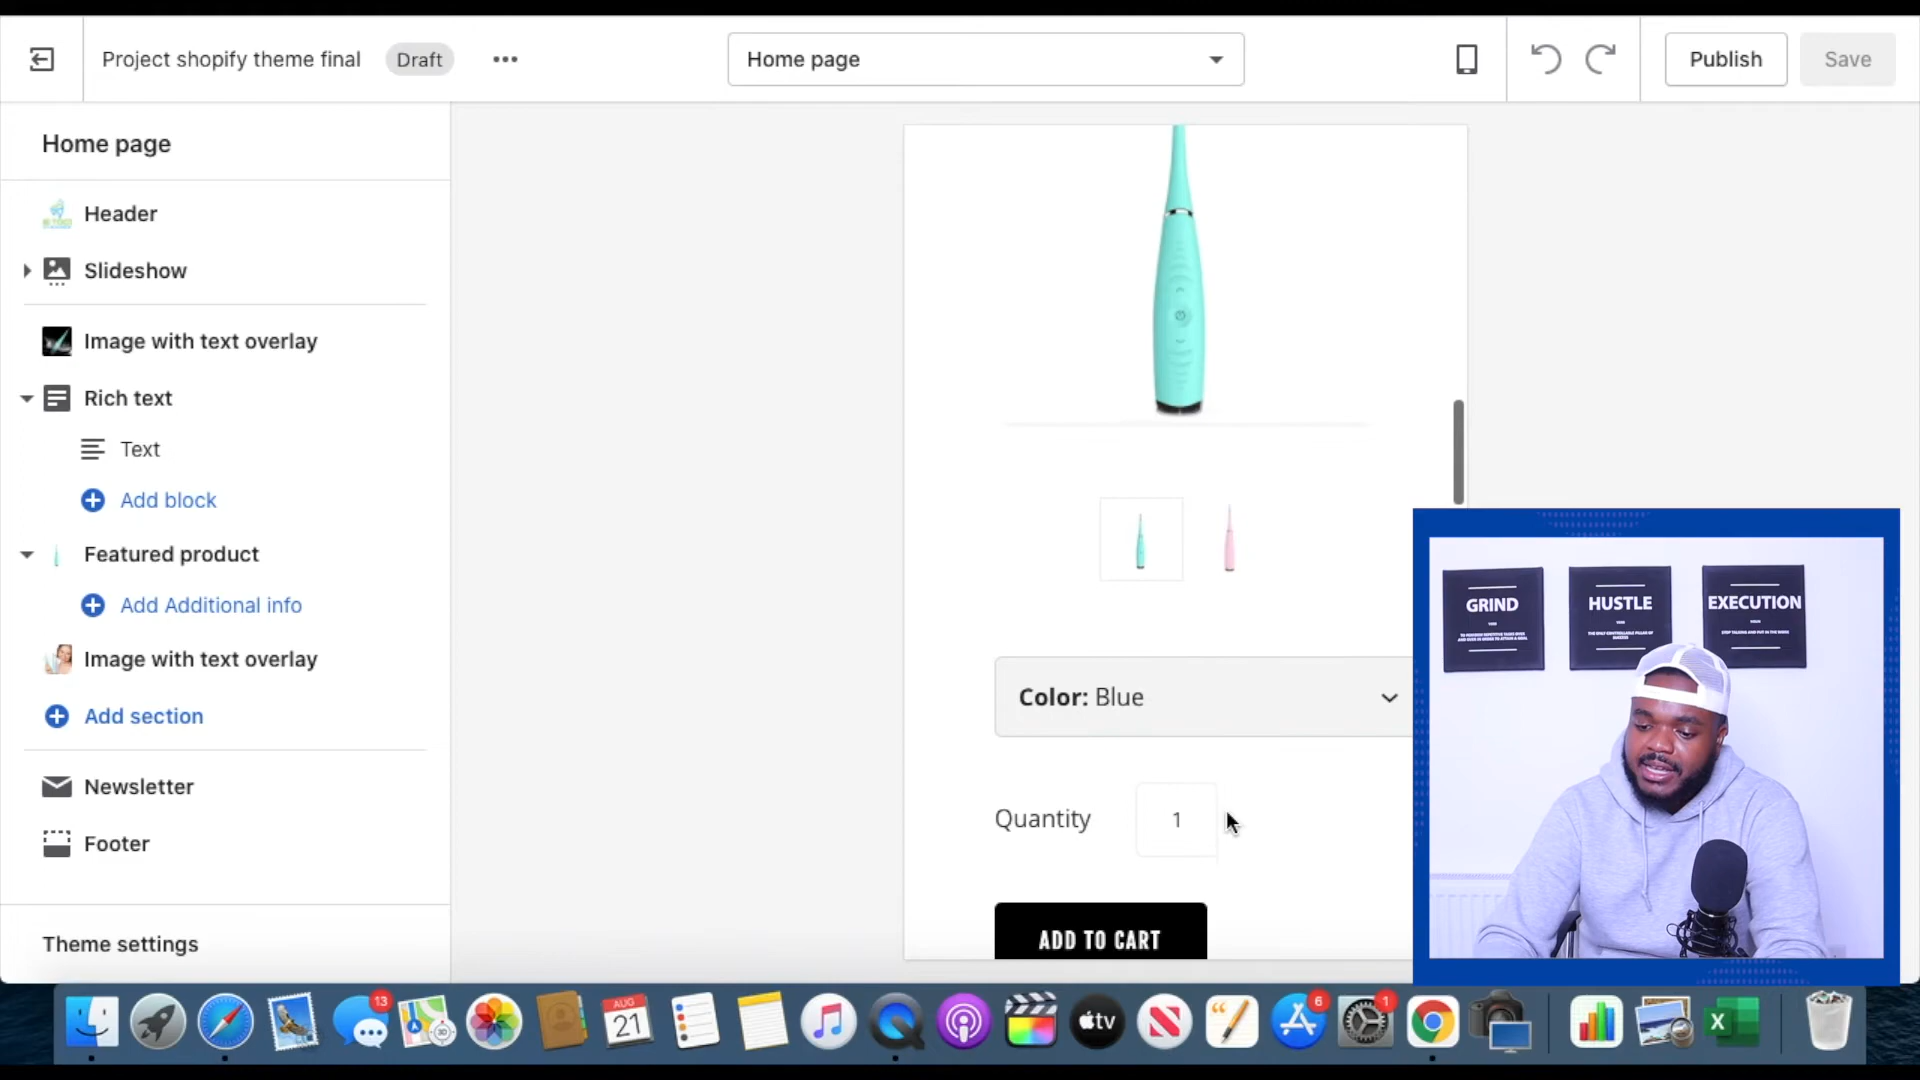 Project shopify theme final
Draft
Home page
Publish
Save
Home page
Header
Slideshow
Image with text overlay
Rich text
Text
Add block
Featured product
Add Additional info
Image with text overlay
Add section
Newsletter
Footer
Theme settings
Color: Blue
Quantity
1
ADD TO CART
GRIND
HUSTLE
EXECUTION
13
AUG
21
tv
6
1
X